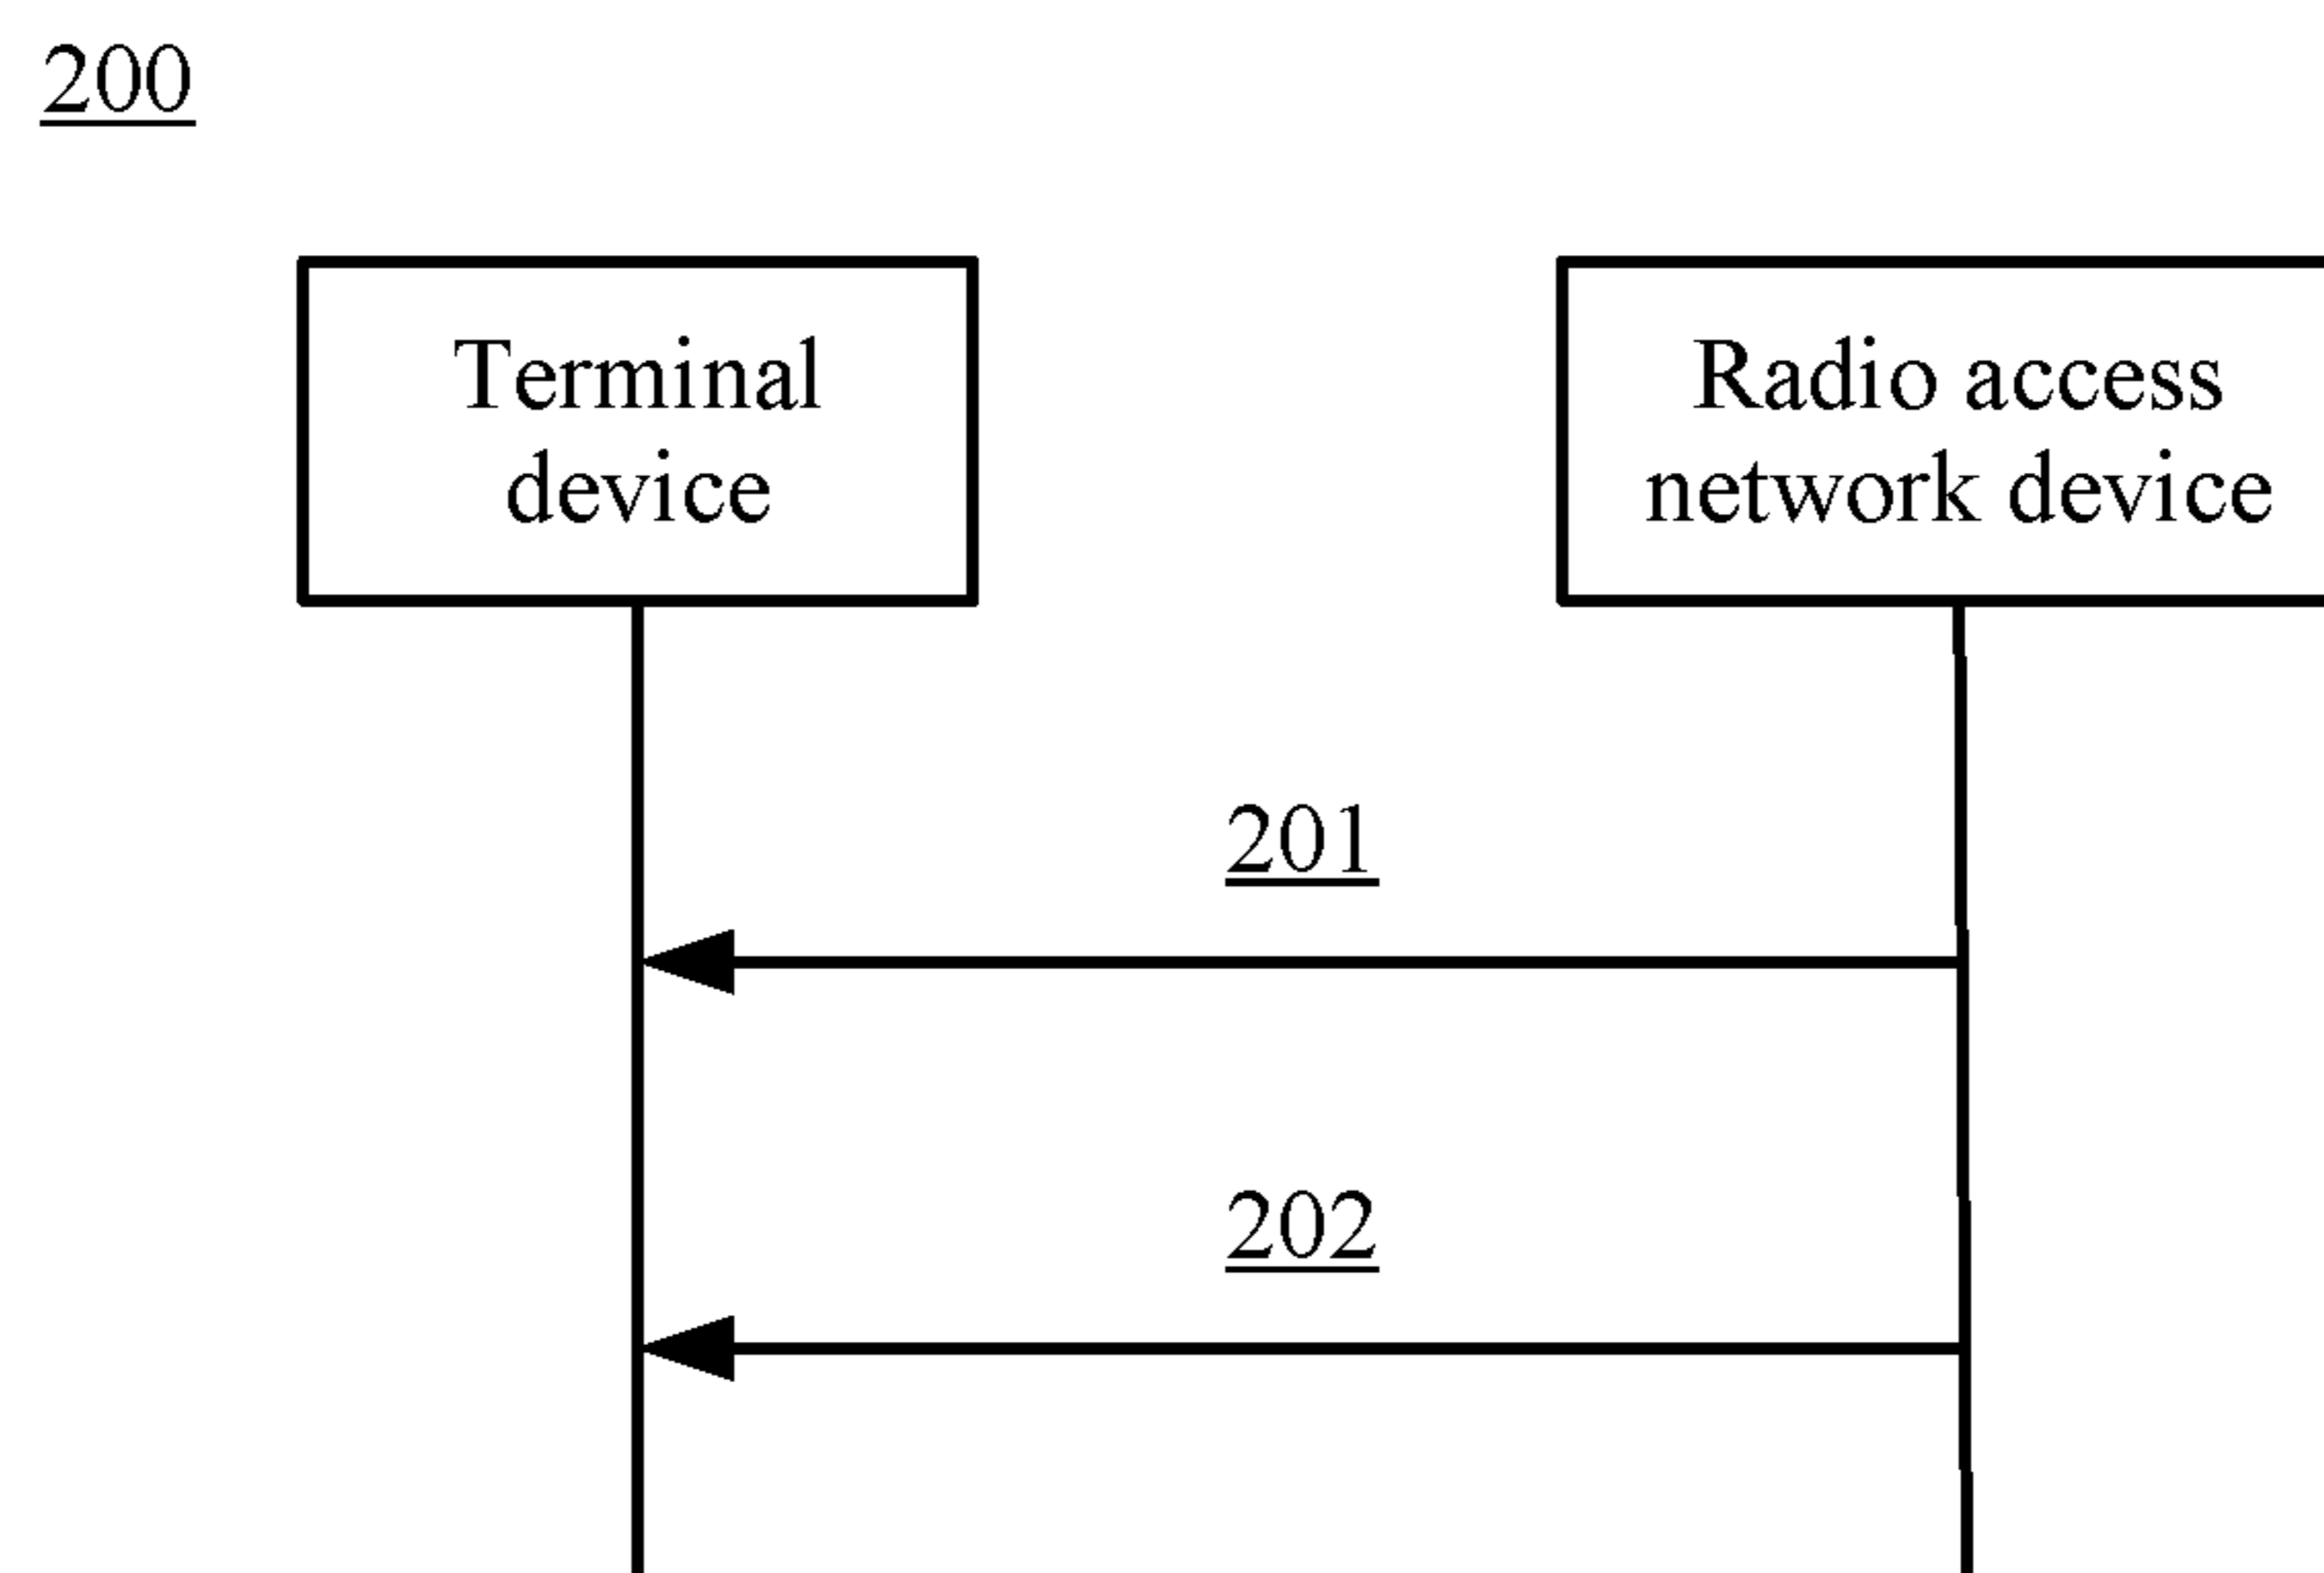 200
Terminal
device
Radio access
network device
201
202